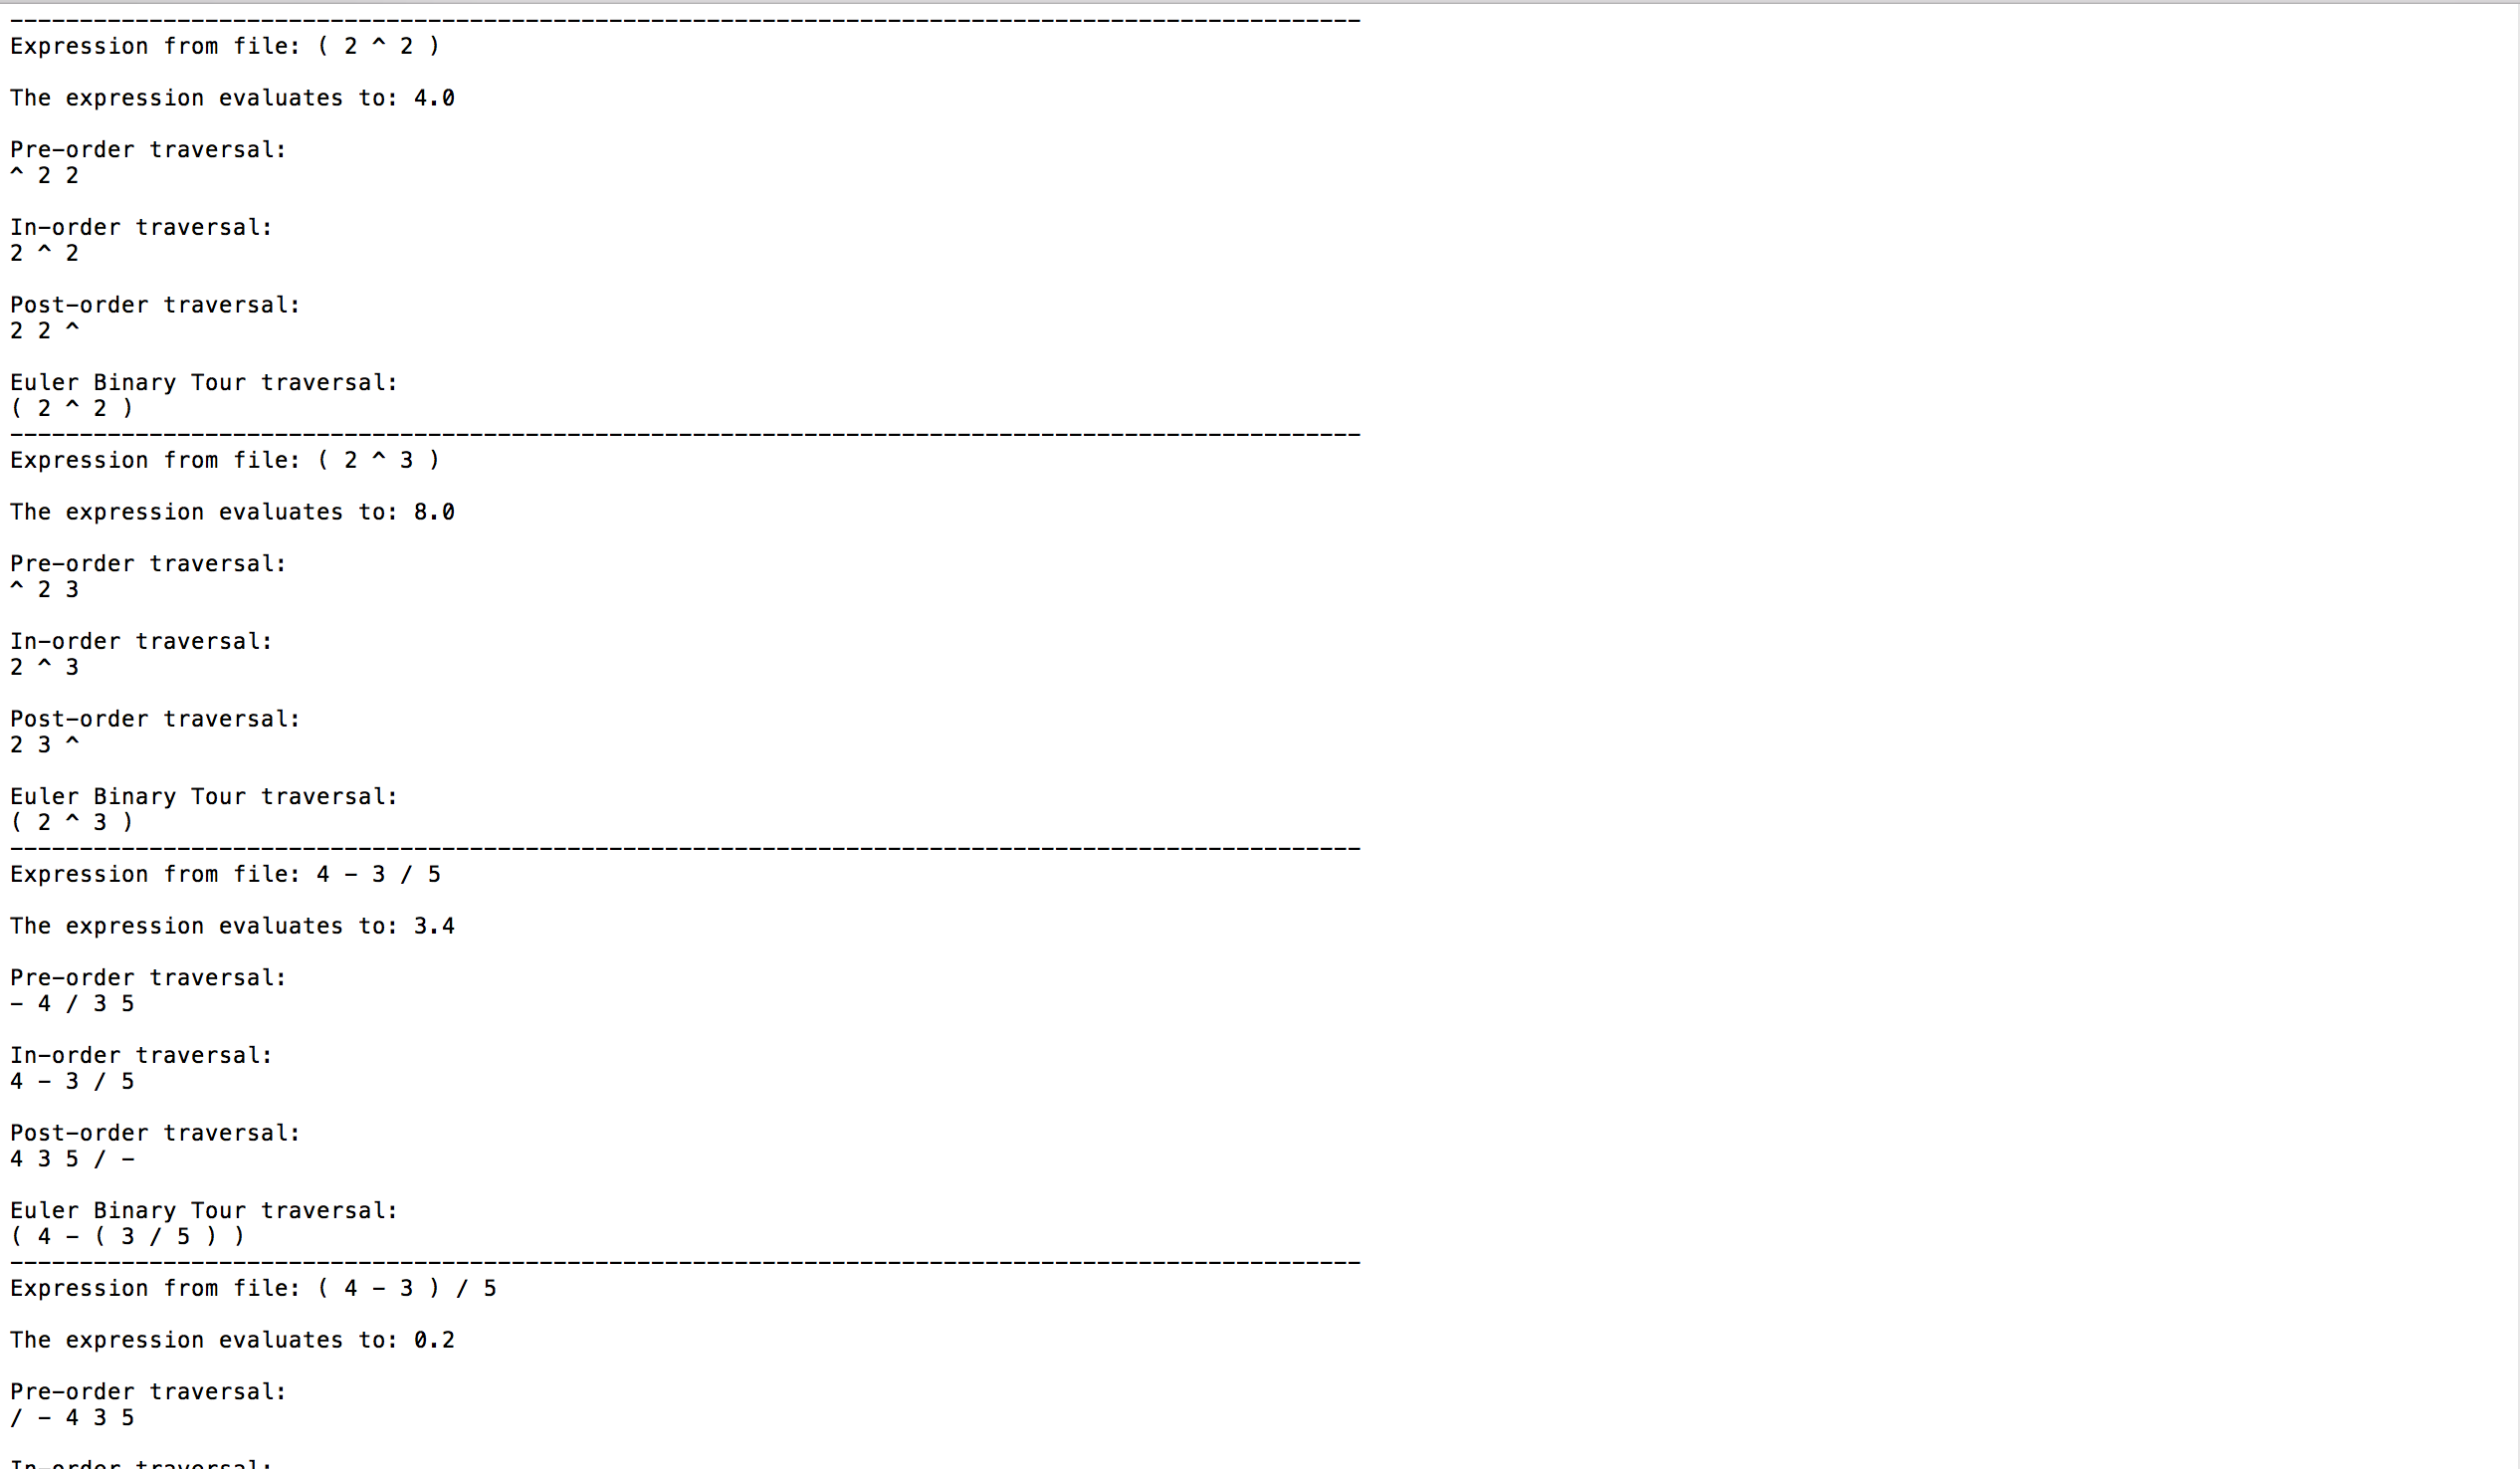 --------------------------------------------------------------------------------------------------
Expression from file: ( 2 ^ 2 )
The expression evaluates to: 4.0
Pre-order traversal:
^ 2 2
In-order traversal:
2 ^ 2
Post-order traversal:
2 2 ^
Euler Binary Tour traversal:
( 2 ^ 2 )
--------------------------------------------------------------------------------------------------
Expression from file: ( 2 ^ 3 )
The expression evaluates to: 8.0
Pre-order traversal:
^ 2 3
In-order traversal:
2 ^ 3
Post-order traversal:
2 3 ^
Euler Binary Tour traversal:
( 2 ^ 3 )
--------------------------------------------------------------------------------------------------
Expression from file: 4 - 3 / 5
The expression evaluates to: 3.4
Pre-order traversal:
- 4 / 3 5
In-order traversal:
4 - 3 / 5
Post-order traversal:
4 3 5 / -
Euler Binary Tour traversal:
( 4 - ( 3 / 5 ) )
--------------------------------------------------------------------------------------------------
Expression from file: ( 4 - 3 ) / 5
The expression evaluates to: 0.2
Pre-order traversal:
/ - 4 3 5
In-order traversal: